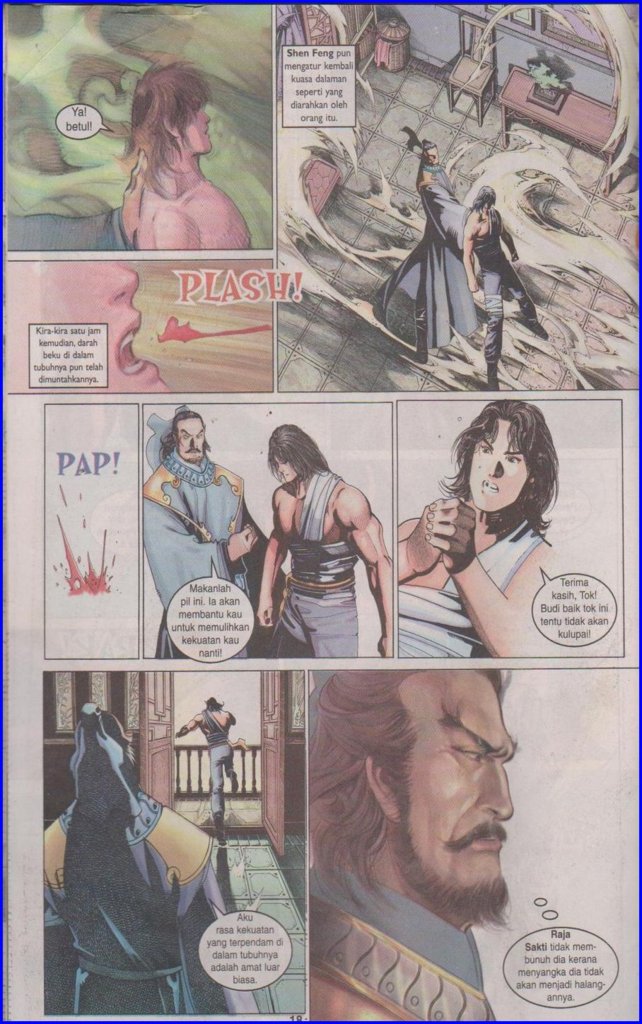 Ya!
betul!
Shen Feng pun
mengatur kembali
kuasa dalaman
seperti yang
diarahkan oleh
orang itu.
PLASH!
Kira-kira satu jam
kemudian, darah
beku di dalam
tubuhnya pun telah
dimuntahkannya.
PAP!
Makanlah
pil ini. Ia akan
membantu kau
untuk memulihkan
kekuatan kau
nanti!
Terima
kasih, Tok!
Budi baik tok ini
tentu tidak akan
kulupai!
Aku
rasa kekuatan
yang terpendam di
dalam tubuhnya
adalah amat luar
biasa.
Raja
Sakti tidak mem-
bunuh dia kerana
menyangka dia tidak
akan menjadi halang-
annya.
18